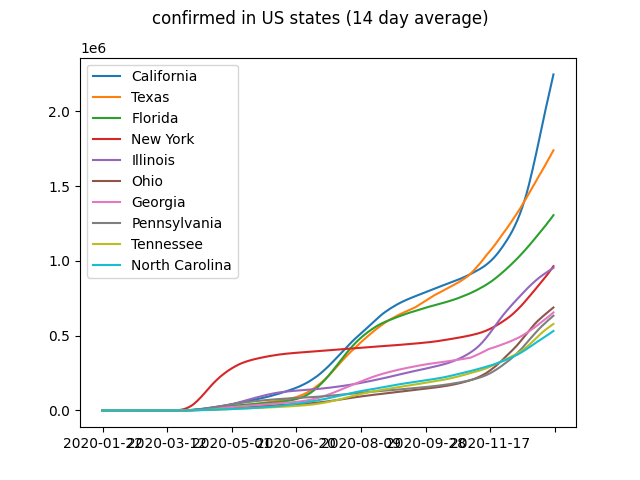 confirmed in US states (14 day average)
1e6
California
Texas
Florida
New York
Illinois
Ohio
Georgia
Pennsylvania
Tennessee
North Carolina
2.0
1.5
1.0
0.5
0.0
2020-01-22 2020-03-12 2020-05-01 2020-06-20 2020-08-09 2020-09-28 2020-11-17